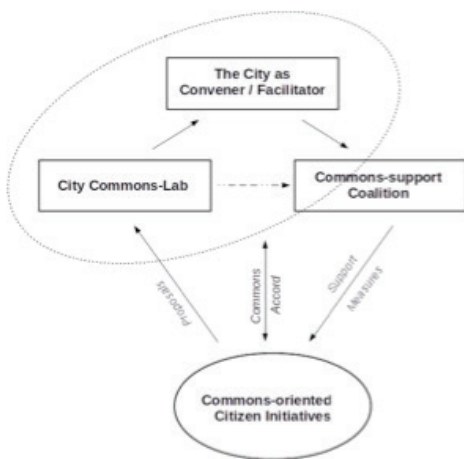 The City as
Convener / Facilitator
City Commons-Lab
Commons-support
Coalition
Proposals
Commons
Accord
Support
Measures
Commons-oriented
Citizen Initiatives